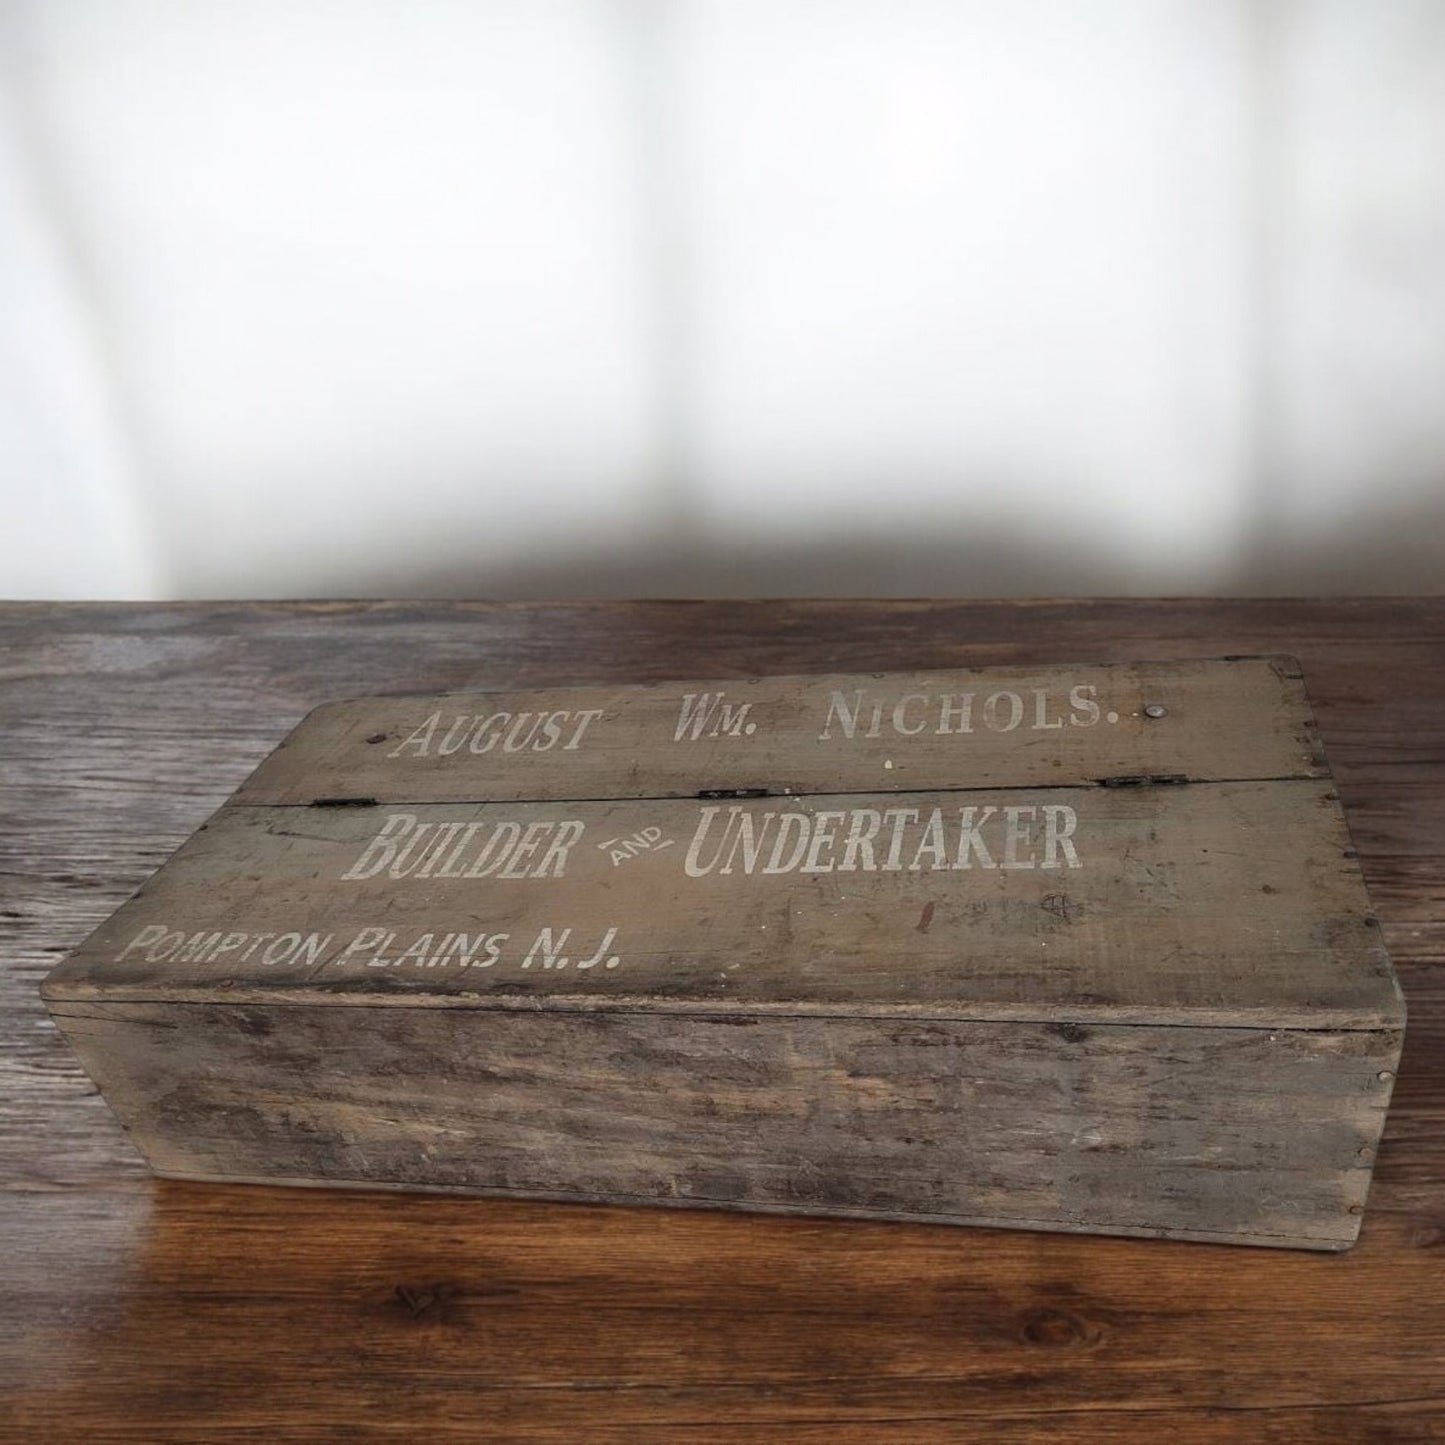 AUGUST WM. NICHOLS.
BUILDER AND UNDERTAKER
POMPTON PLAINS N. J.